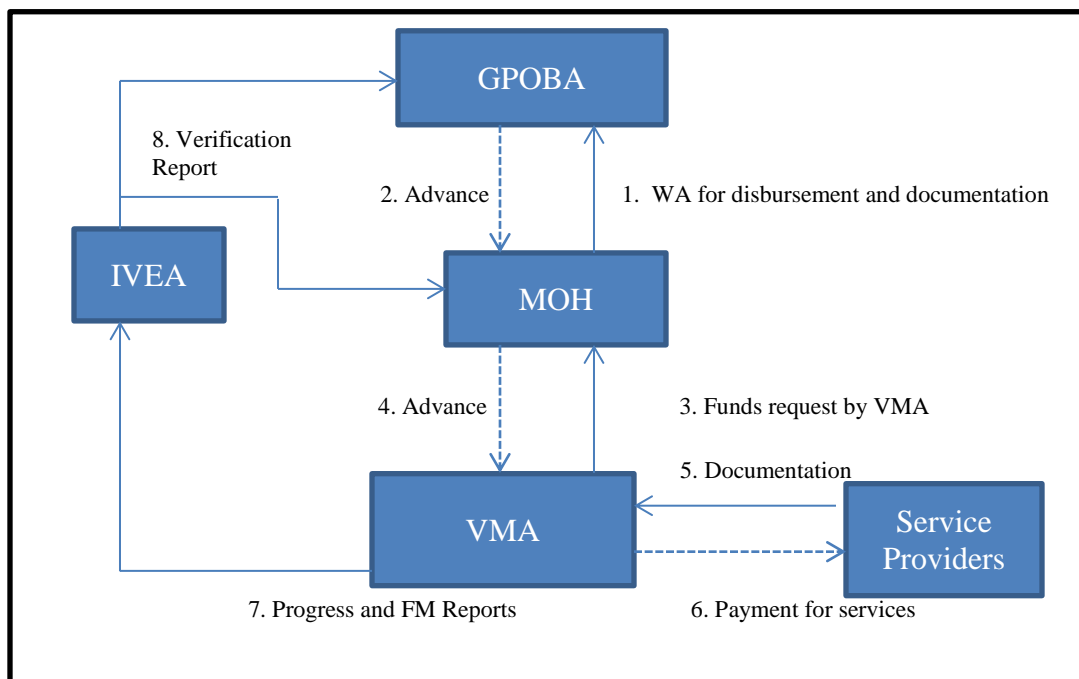 GPOBA
8. Verification
Report
2. Advance
1. WA for disbursement and documentation
IVEA
MOH
4. Advance
3. Funds request by VMA
5. Documentation
VMA
Service
Providers
7. Progress and FM Reports
6. Payment for services